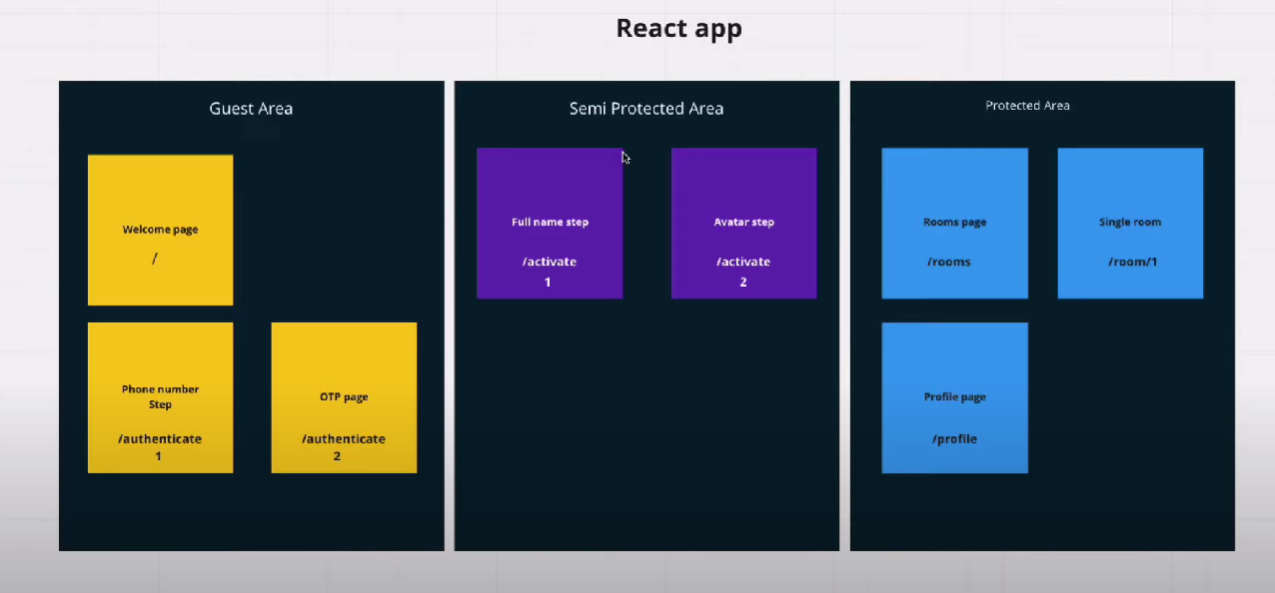 React app
Guest Area
Welcome page
/
Phone number
Step
/authenticate
1
OTP page
/authenticate
2
Semi Protected Area
Full name step
/activate
1
Avatar step
/activate
2
Protected Area
Rooms page
/rooms
Single room
/room/1
Profile page
/profile